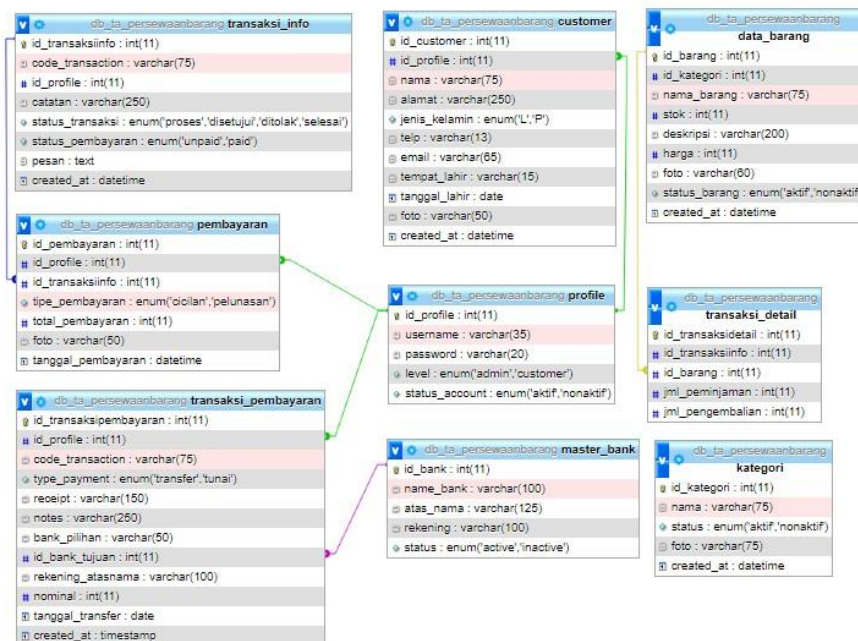 db_ta_persewaanbarang transaksi_info
id_transaksiinfo : int(11)
code_transaction : varchar(75)
id_profile : int(11)
catatan : varchar(250)
status_transaksi : enum('proses','disetujui','ditolak','selesai')
status_pembayaran : enum('unpaid','paid')
pesan : text
created_at : datetime
db_ta_persewaanbarang customer
id_customer : int(11)
id_profile : int(11)
nama : varchar(75)
alamat : varchar(250)
jenis_kelamin : enum('L','P')
telp : varchar(13)
email : varchar(65)
tempat_lahir : varchar(15)
tanggal_lahir : date
foto : varchar(50)
created_at : datetime
db_ta_persewaanbarang
data_barang
id_barang : int(11)
id_kategori : int(11)
nama_barang : varchar(75)
stok : int(11)
deskripsi : varchar(200)
harga : int(11)
foto : varchar(60)
status_barang : enum('aktif','nonaktif'
created_at : datetime
db_ta_persewaanbarang pembayaran
id_pembayaran : int(11)
id_profile : int(11)
id_transaksiinfo : int(11)
tipe_pembayaran : enum('cicilan','pelunasan')
total_pembayaran : int(11)
foto : varchar(50)
tanggal_pembayaran : datetime
db_ta_persewaanbarang profile
id_profile : int(11)
username : varchar(35)
password : varchar(20)
level : enum('admin','customer')
status_account : enum('aktif','nonaktif')
db_ta_persewaanbarang
transaksi_detail
id_transaksidetail : int(11)
id_transaksiinfo : int(11)
id_barang : int(11)
jml_peminjaman : int(11)
jml_pengembalian : int(11)
db_ta_persewaanbarang transaksi_pembayaran
id_transaksipembayaran : int(11)
id_profile : int(11)
code_transaction : varchar(75)
type_payment : enum('transfer','tunai')
receipt : varchar(150)
notes : varchar(250)
bank_pilihan : varchar(50)
id_bank_tujuan : int(11)
rekening_atasnama : varchar(100)
nominal : int(11)
tanggal_transfer : date
created_at : timestamp
db_ta_persewaanbarang master_bank
id_bank : int(11)
name_bank : varchar(100)
atas_nama : varchar(125)
rekening : varchar(100)
status : enum('active','inactive')
db_ta_persewaanbarang
kategori
id_kategori : int(11)
nama : varchar(75)
status : enum('aktif','nonaktif')
foto : varchar(75)
created_at : datetime